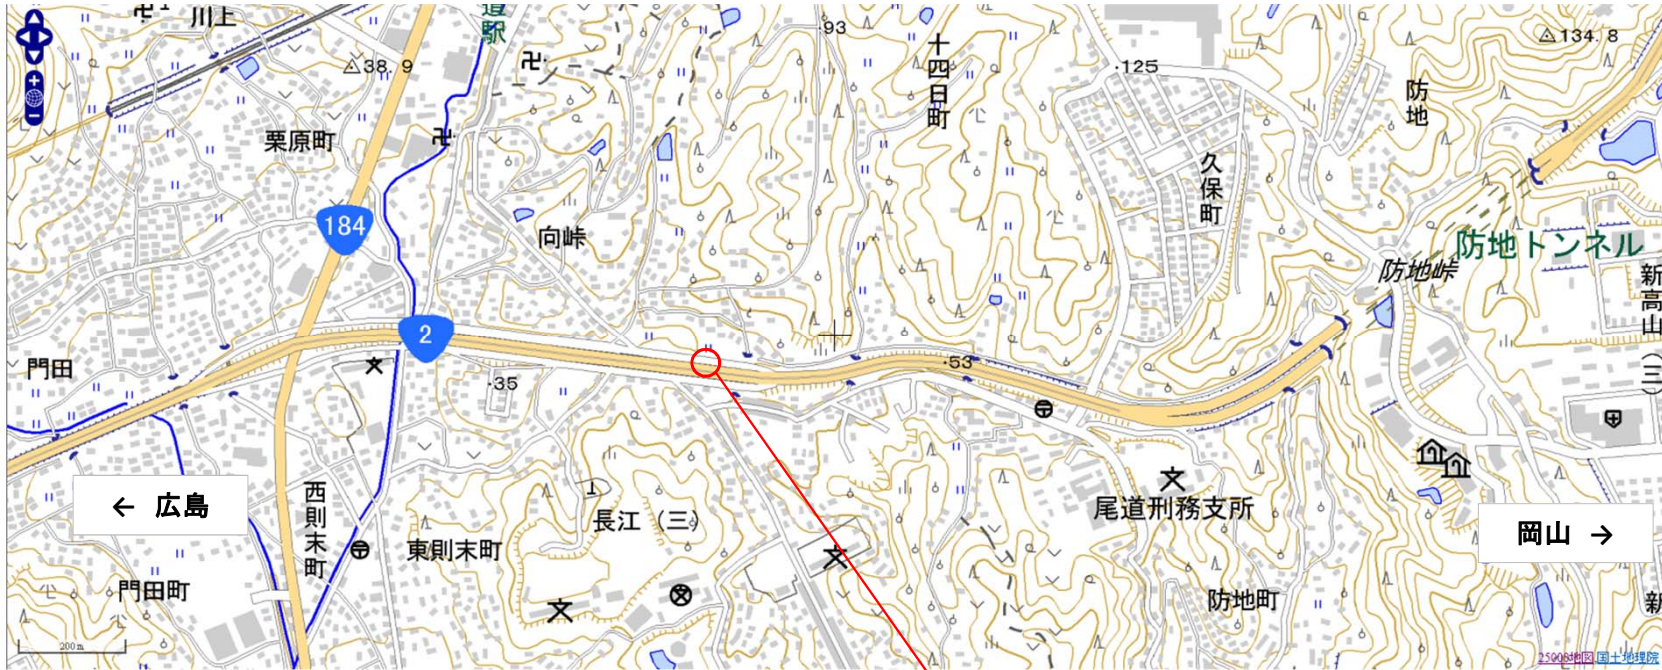 川上
道駅
93
十四日町
134.8
38.9
125
防地
栗原町
久保町
184
向峠
防地トンネル
防地峠
新高山(三)
2
門田
53
35
西則末町
長江(三)
尾道刑務支所
← 広島
岡山 →
東則末町
門田町
防地町
新
200m
25000地図 国土地理院